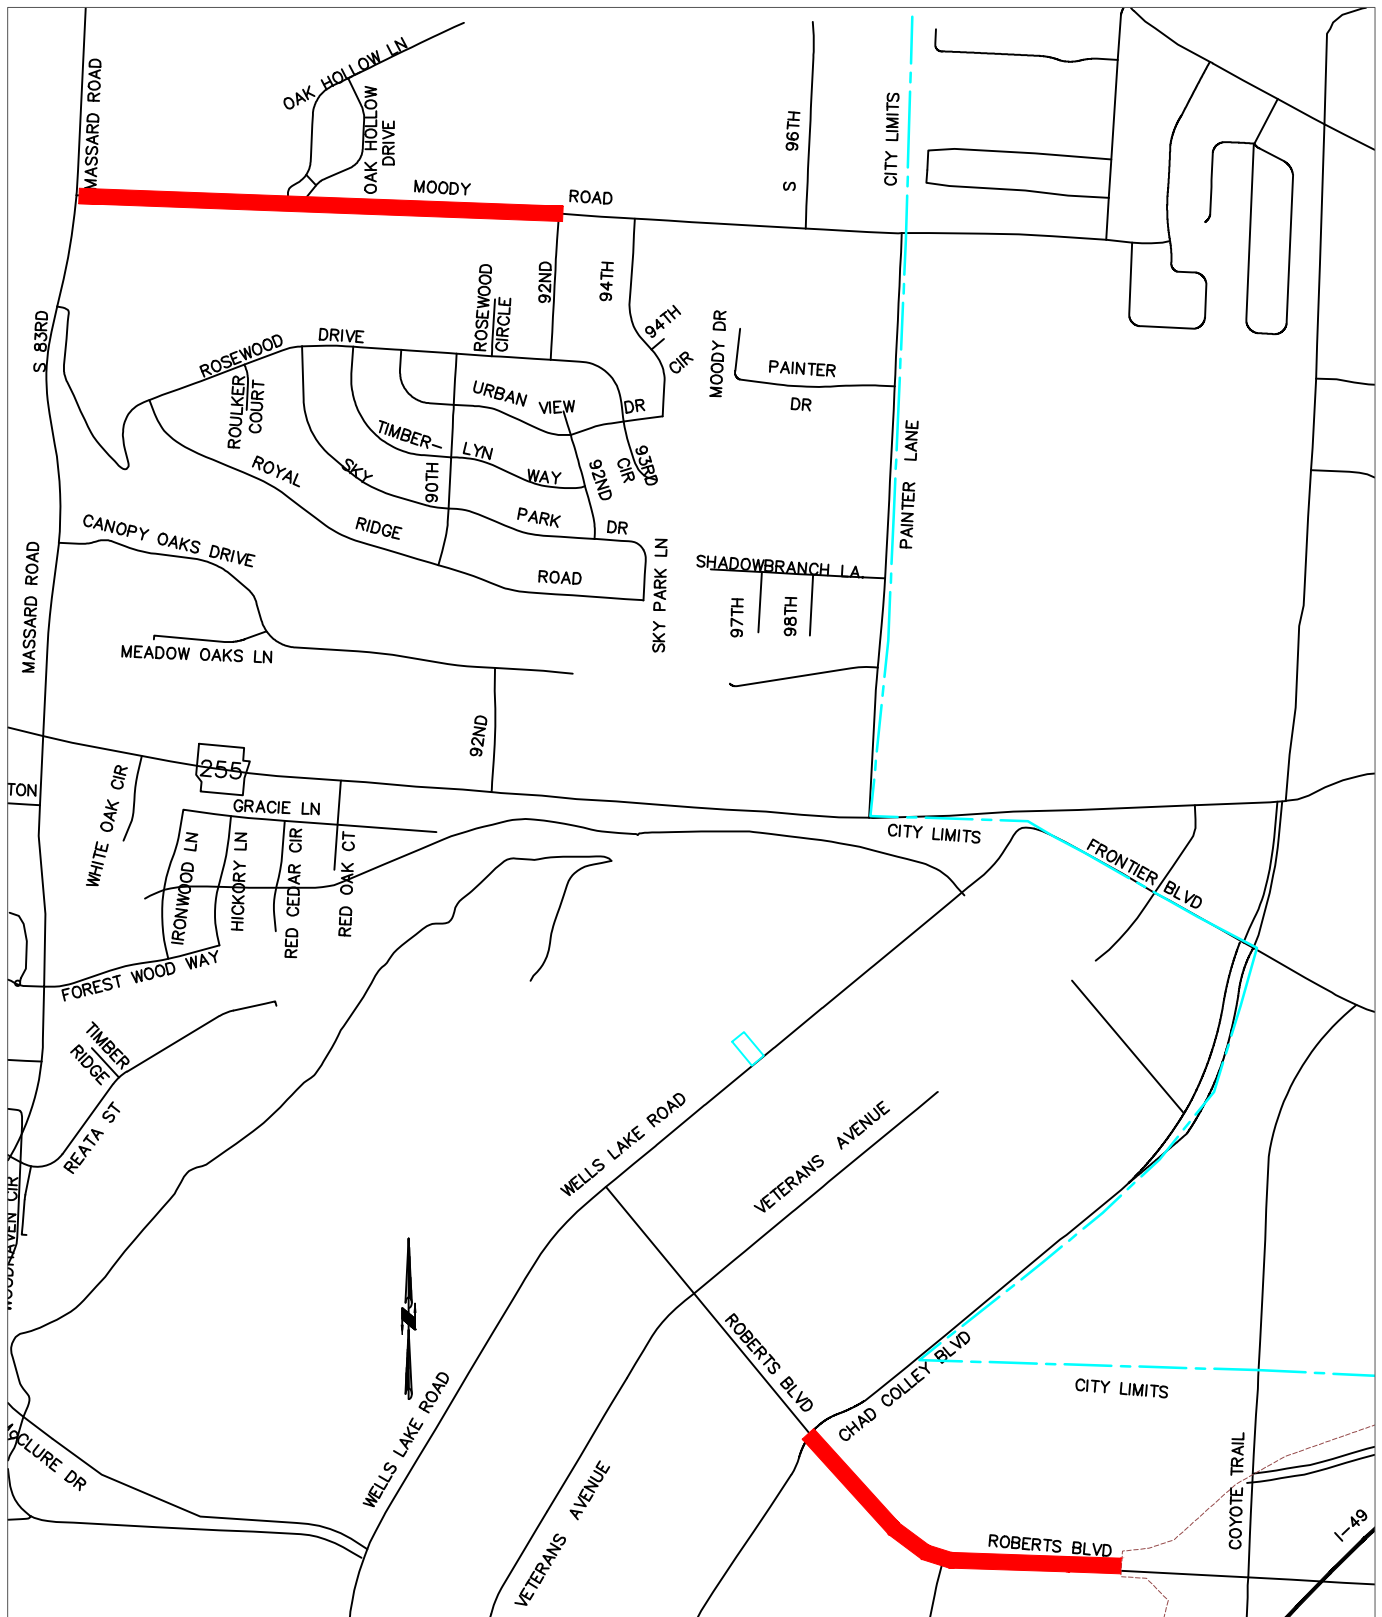 OAK HOLLOW LN
MASSARD ROAD
OAK HOLLOW
DRIVE
S 96TH
CITY LIMITS
MOODY
ROAD
S 83RD
ROSEWOOD
DRIVE
ROSEWOOD
CIRCLE
92ND
94TH
94TH
CIR
MOODY DR
PAINTER
DR
ROULKER
COURT
URBAN
VIEW
DR
TIMBER-
LYN
WAY
93RD
CIR
92ND
90TH
ROYAL
RIDGE
ROAD
SKY
PARK
DR
SKY PARK LN
PAINTER LANE
CANOPY OAKS DRIVE
MASSARD ROAD
SHADOWBRANCH LA.
97TH
98TH
MEADOW OAKS LN
92ND
255
TON
WHITE OAK CIR
GRACIE LN
IRONWOOD LN
HICKORY LN
RED CEDAR CIR
RED OAK CT
CITY LIMITS
FRONTIER BLVD
FOREST WOOD WAY
TIMBER
RIDGE
REATA ST
WOODHAVEN CIR
WELLS LAKE ROAD
VETERANS AVENUE
N
ROBERTS BLVD
CHAD COLLEY BLVD
CITY LIMITS
WELLS LAKE ROAD
McCLURE DR
VETERANS AVENUE
ROBERTS BLVD
COYOTE TRAIL
I-49